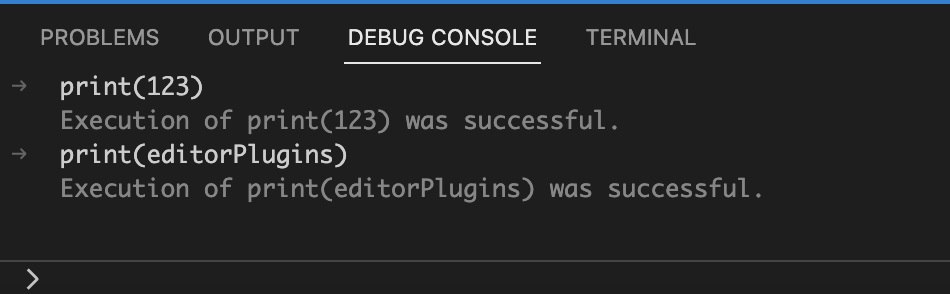 PROBLEMS OUTPUT DEBUG CONSOLE TERMINAL
→ print(123)
Execution of print(123) was successful.
→ print(editorPlugins)
Execution of print(editorPlugins) was successful.
>